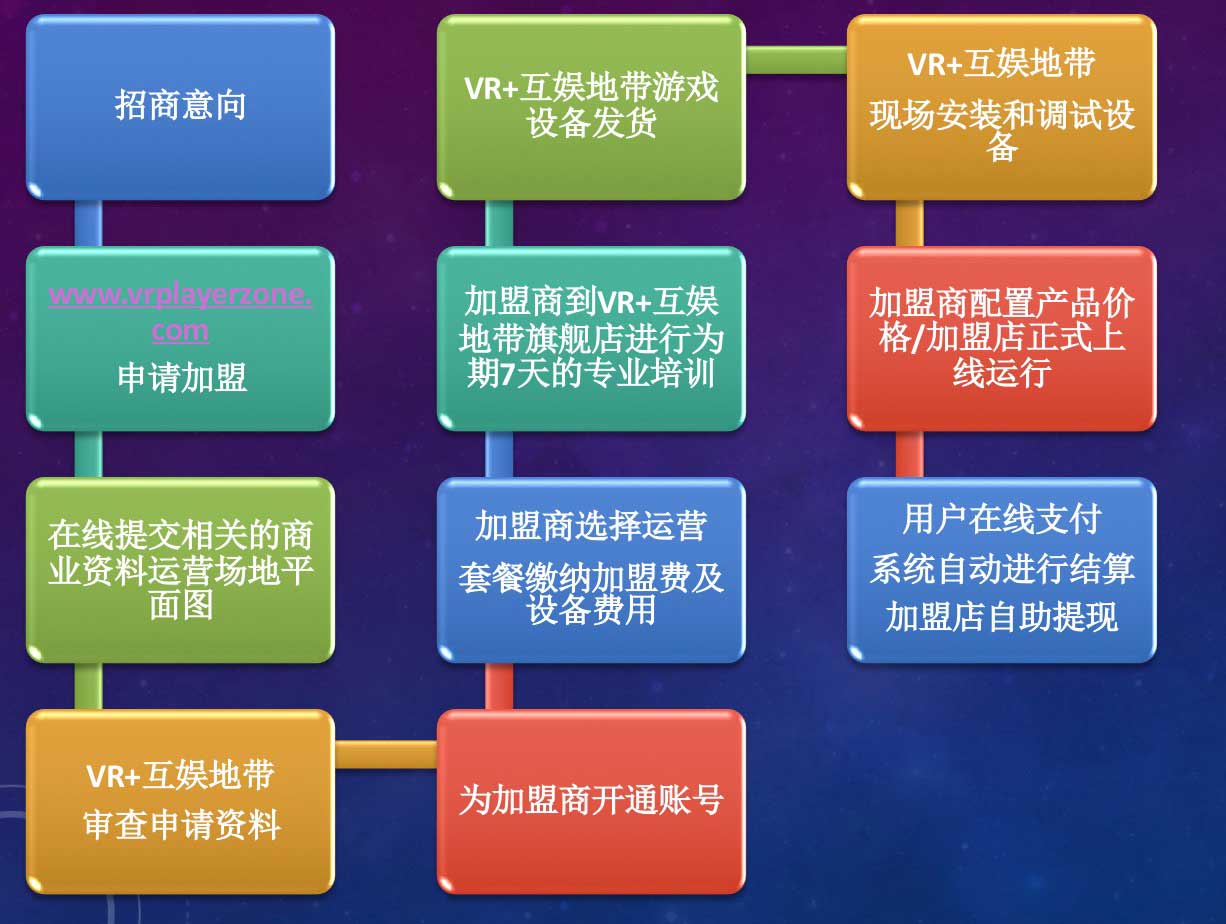 招商意向
www.vrplayerzone.
com
申请加盟
在线提交相关的商
业资料运营场地平
面图
VR+互娱地带
审查申请资料
为加盟商开通账号
加盟商选择运营
套餐缴纳加盟费及
设备费用
加盟商到VR+互娱
地带旗舰店进行为
期7天的专业培训
VR+互娱地带游戏
设备发货
VR+互娱地带
现场安装和调试设
备
加盟商配置产品价
格/加盟店正式上
线运行
用户在线支付
系统自动进行结算
加盟店自助提现